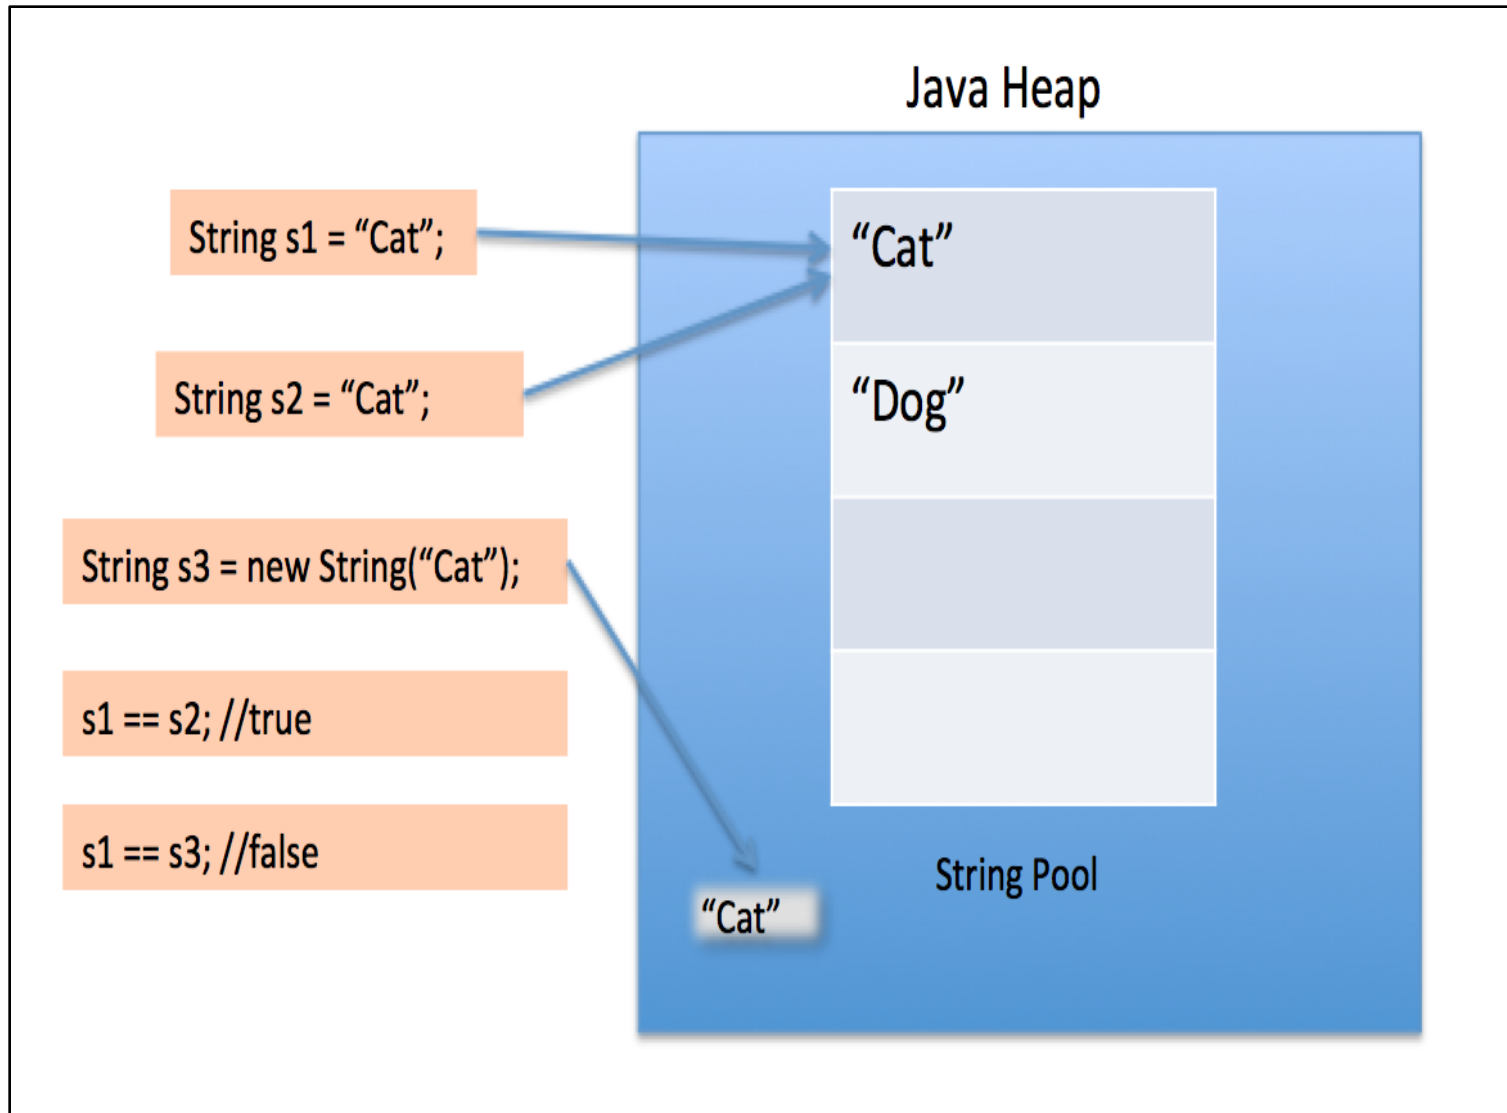 Java Heap
String s1 = “Cat”;
“Cat”
String s2 = “Cat”;
“Dog”
String s3 = new String(“Cat”);
s1 == s2; //true
s1 == s3; //false
String Pool
“Cat”